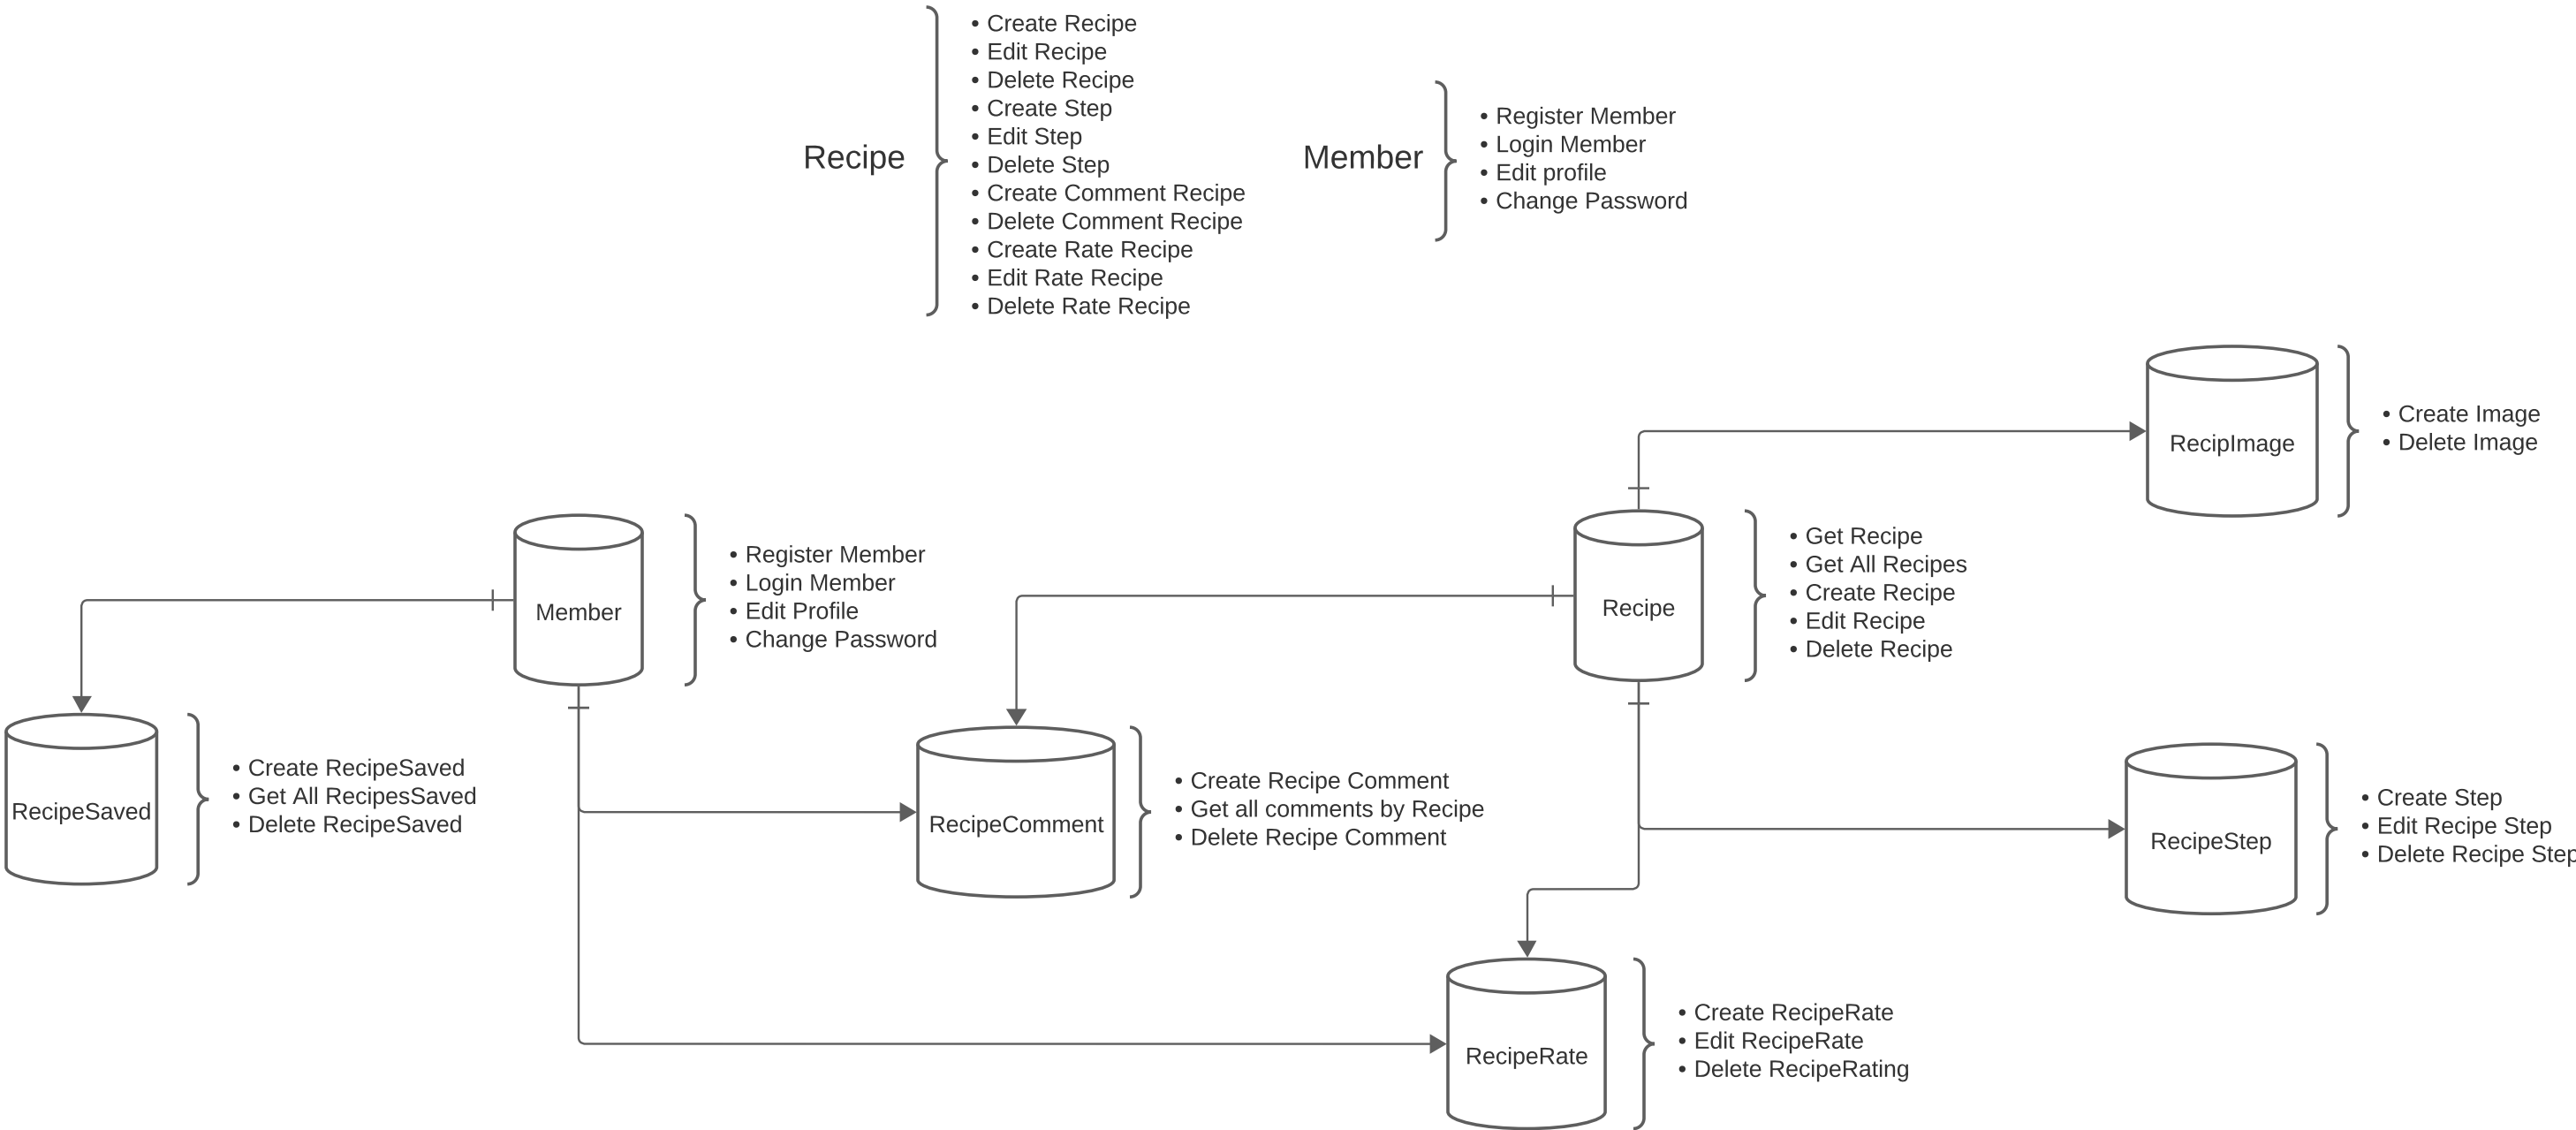 Recipe
• Create Recipe
• Edit Recipe
• Delete Recipe
• Create Step
• Edit Step
• Delete Step
• Create Comment Recipe
• Delete Comment Recipe
• Create Rate Recipe
• Edit Rate Recipe
• Delete Rate Recipe
Member
• Register Member
• Login Member
• Edit profile
• Change Password
RecipImage
• Create Image
• Delete Image
Member
• Register Member
• Login Member
• Edit Profile
• Change Password
Recipe
• Get Recipe
• Get All Recipes
• Create Recipe
• Edit Recipe
• Delete Recipe
RecipeSaved
• Create RecipeSaved
• Get All RecipesSaved
• Delete RecipeSaved
RecipeComment
• Create Recipe Comment
• Get all comments by Recipe
• Delete Recipe Comment
RecipeStep
• Create Step
• Edit Recipe Step
• Delete Recipe Step
RecipeRate
• Create RecipeRate
• Edit RecipeRate
• Delete RecipeRating